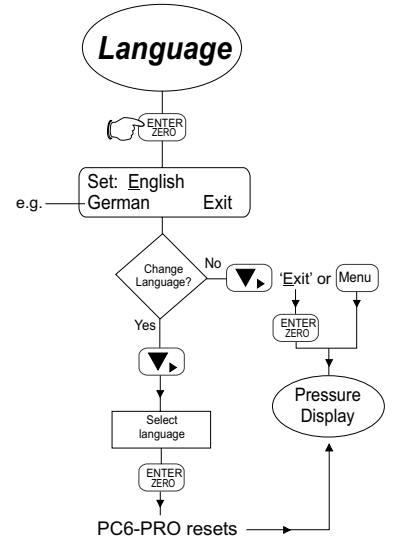 Language
ENTER
ZERO
Set: English
e.g. German Exit
Change
Language?
No
'Exit' or Menu
ENTER
ZERO
Yes
Pressure
Display
Select
language
ENTER
ZERO
PC6-PRO resets